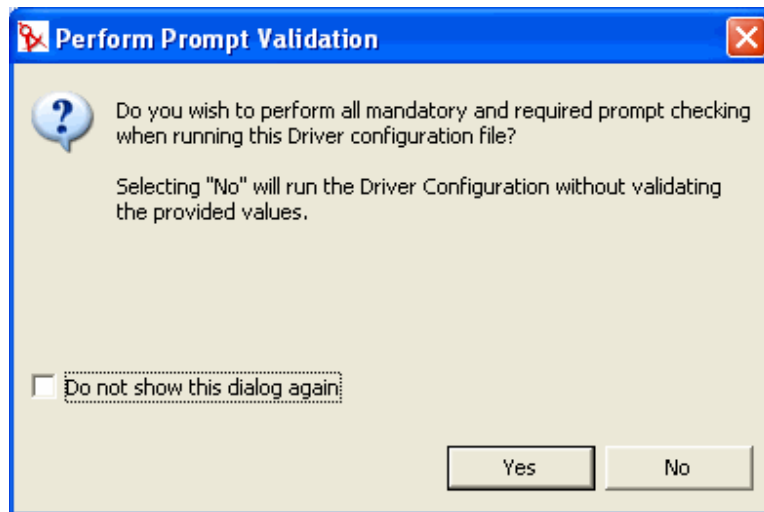 Perform Prompt Validation
Do you wish to perform all mandatory and required prompt checking
when running this Driver configuration file?
Selecting "No" will run the Driver Configuration without validating
the provided values.
Do not show this dialog again
Yes
No